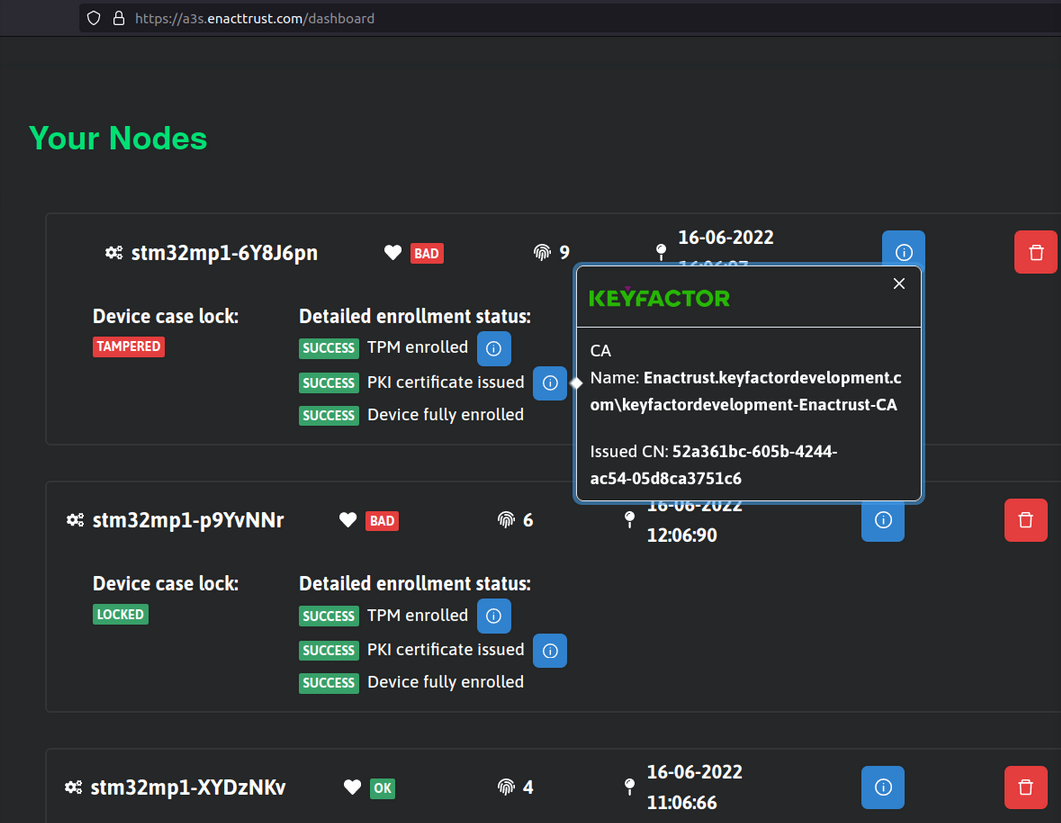 https://a3s.enacttrust.com/dashboard
Your Nodes
stm32mp1-6Y8J6pn BAD 9 16-06-2022
Device case lock: Detailed enrollment status:
TAMPERED SUCCESS TPM enrolled
SUCCESS PKI certificate issued
SUCCESS Device fully enrolled
KEYFACTOR
CA
Name: Enactrust.keyfactordevelopment.c
om\keyfactordevelopment-Enactrust-CA
Issued CN: 52a361bc-605b-4244-
ac54-05d8ca3751c6
stm32mp1-p9YvNNr BAD 6 16-06-2022
12:06:90
Device case lock: Detailed enrollment status:
LOCKED SUCCESS TPM enrolled
SUCCESS PKI certificate issued
SUCCESS Device fully enrolled
stm32mp1-XYDzNKv OK 4 16-06-2022
11:06:66